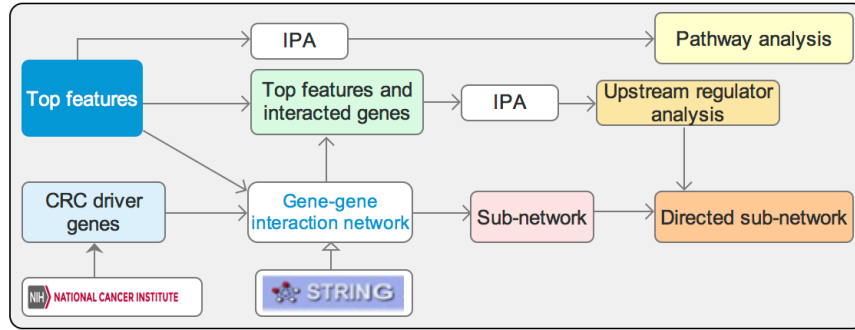 IPA
Pathway analysis
Top features
Top features and
interacted genes
IPA
Upstream regulator
analysis
CRC driver
genes
Gene-gene
interaction network
Sub-network
Directed sub-network
NIH NATIONAL CANCER INSTITUTE
STRING